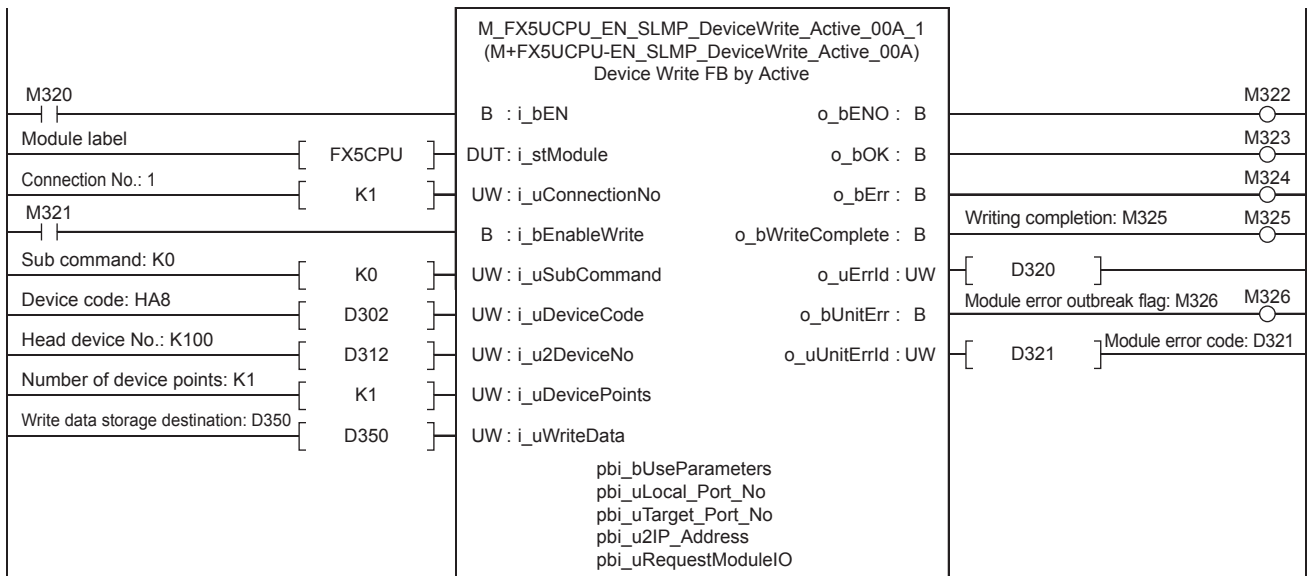 M_FX5UCPU_EN_SLMP_DeviceWrite_Active_00A_1
(M+FX5UCPU-EN_SLMP_DeviceWrite_Active_00A)
Device Write FB by Active
M320
B : i_bEN
o_bENO : B
M322
Module label
FX5CPU
DUT: i_stModule
o_bOK : B
M323
Connection No.: 1
K1
UW : i_uConnectionNo
o_bErr : B
M324
M321
B : i_bEnableWrite
o_bWriteComplete : B
Writing completion: M325
M325
Sub command: K0
K0
UW : i_uSubCommand
o_uErrId : UW
D320
Device code: HA8
D302
UW : i_uDeviceCode
o_bUnitErr : B
Module error outbreak flag: M326
M326
Head device No.: K100
D312
UW : i_u2DeviceNo
o_uUnitErrId : UW
D321
Module error code: D321
Number of device points: K1
K1
UW : i_uDevicePoints
Write data storage destination: D350
D350
UW : i_uWriteData
pbi_bUseParameters
pbi_uLocal_Port_No
pbi_uTarget_Port_No
pbi_u2IP_Address
pbi_uRequestModuleIO